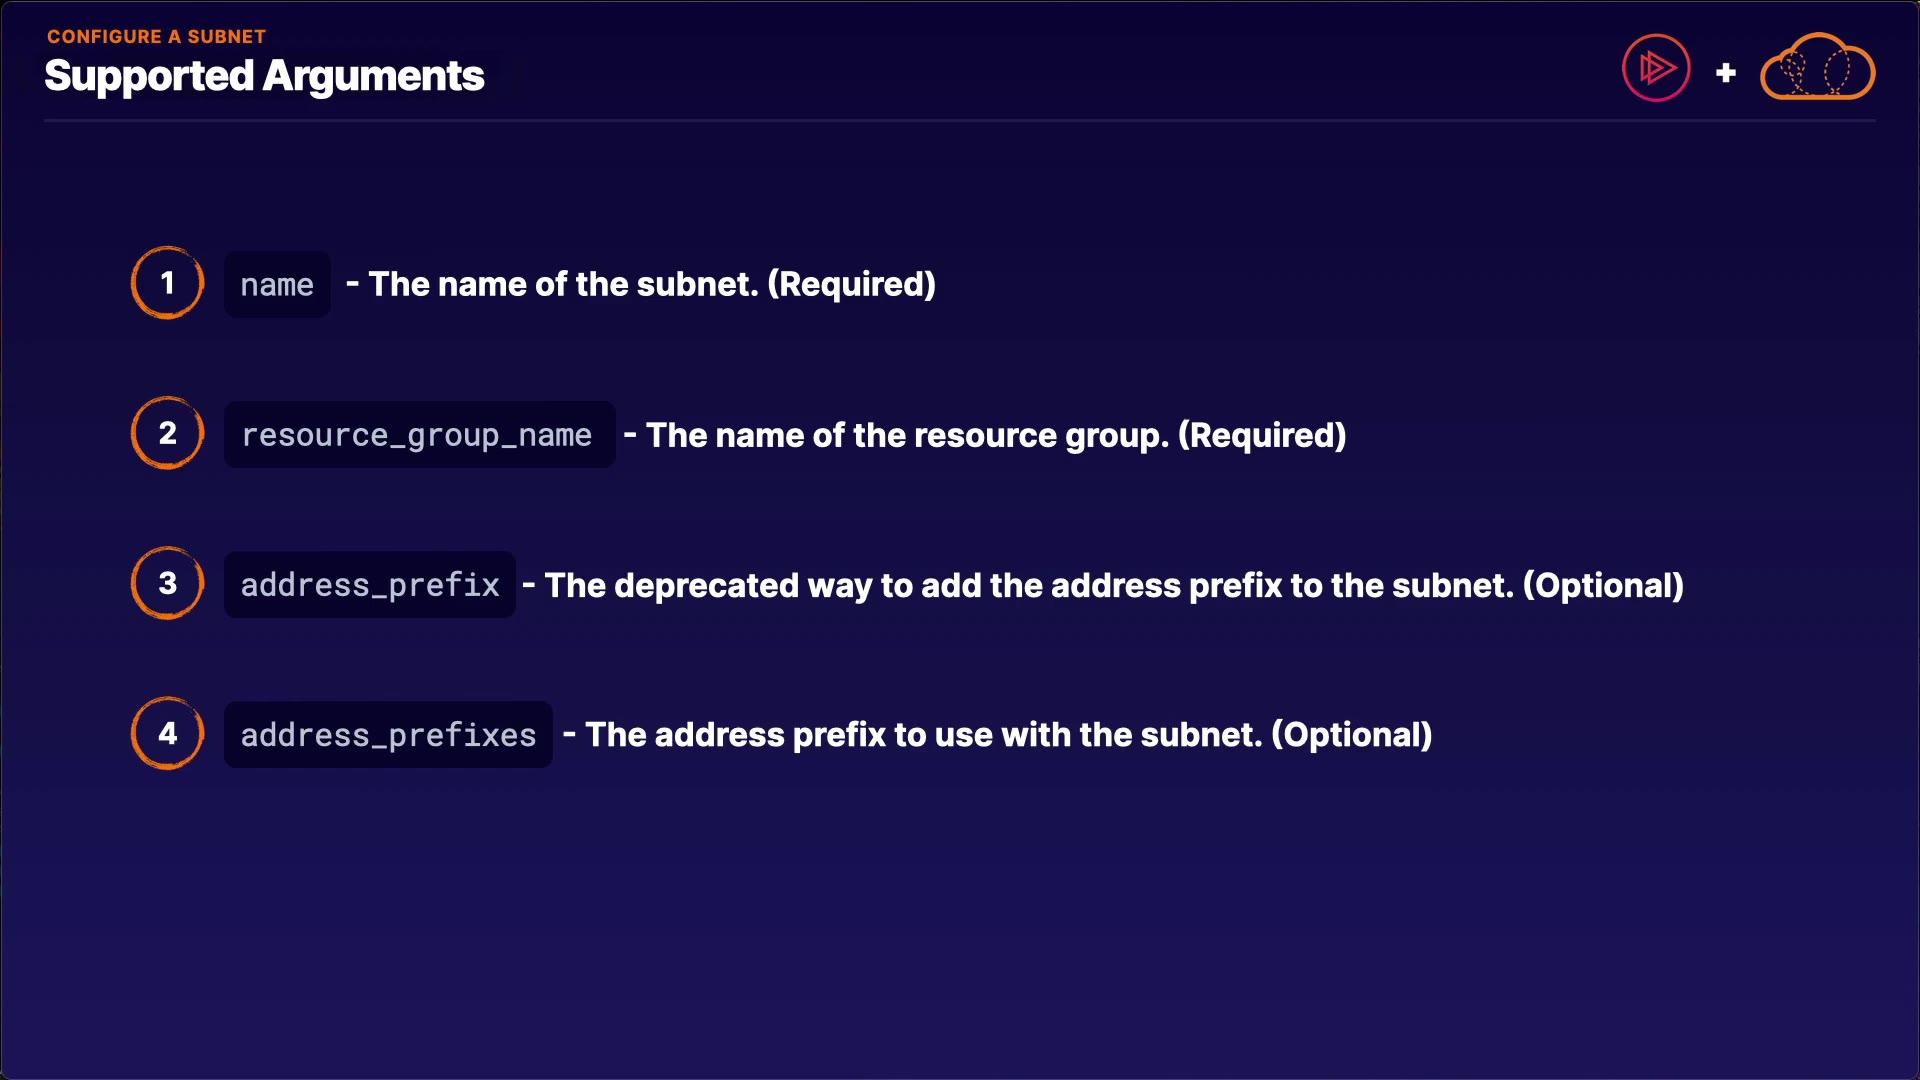 CONFIGURE A SUBNET
Supported Arguments
+
1 name - The name of the subnet. (Required)
2 resource_group_name - The name of the resource group. (Required)
3 address_prefix - The deprecated way to add the address prefix to the subnet. (Optional)
4 address_prefixes - The address prefix to use with the subnet. (Optional)